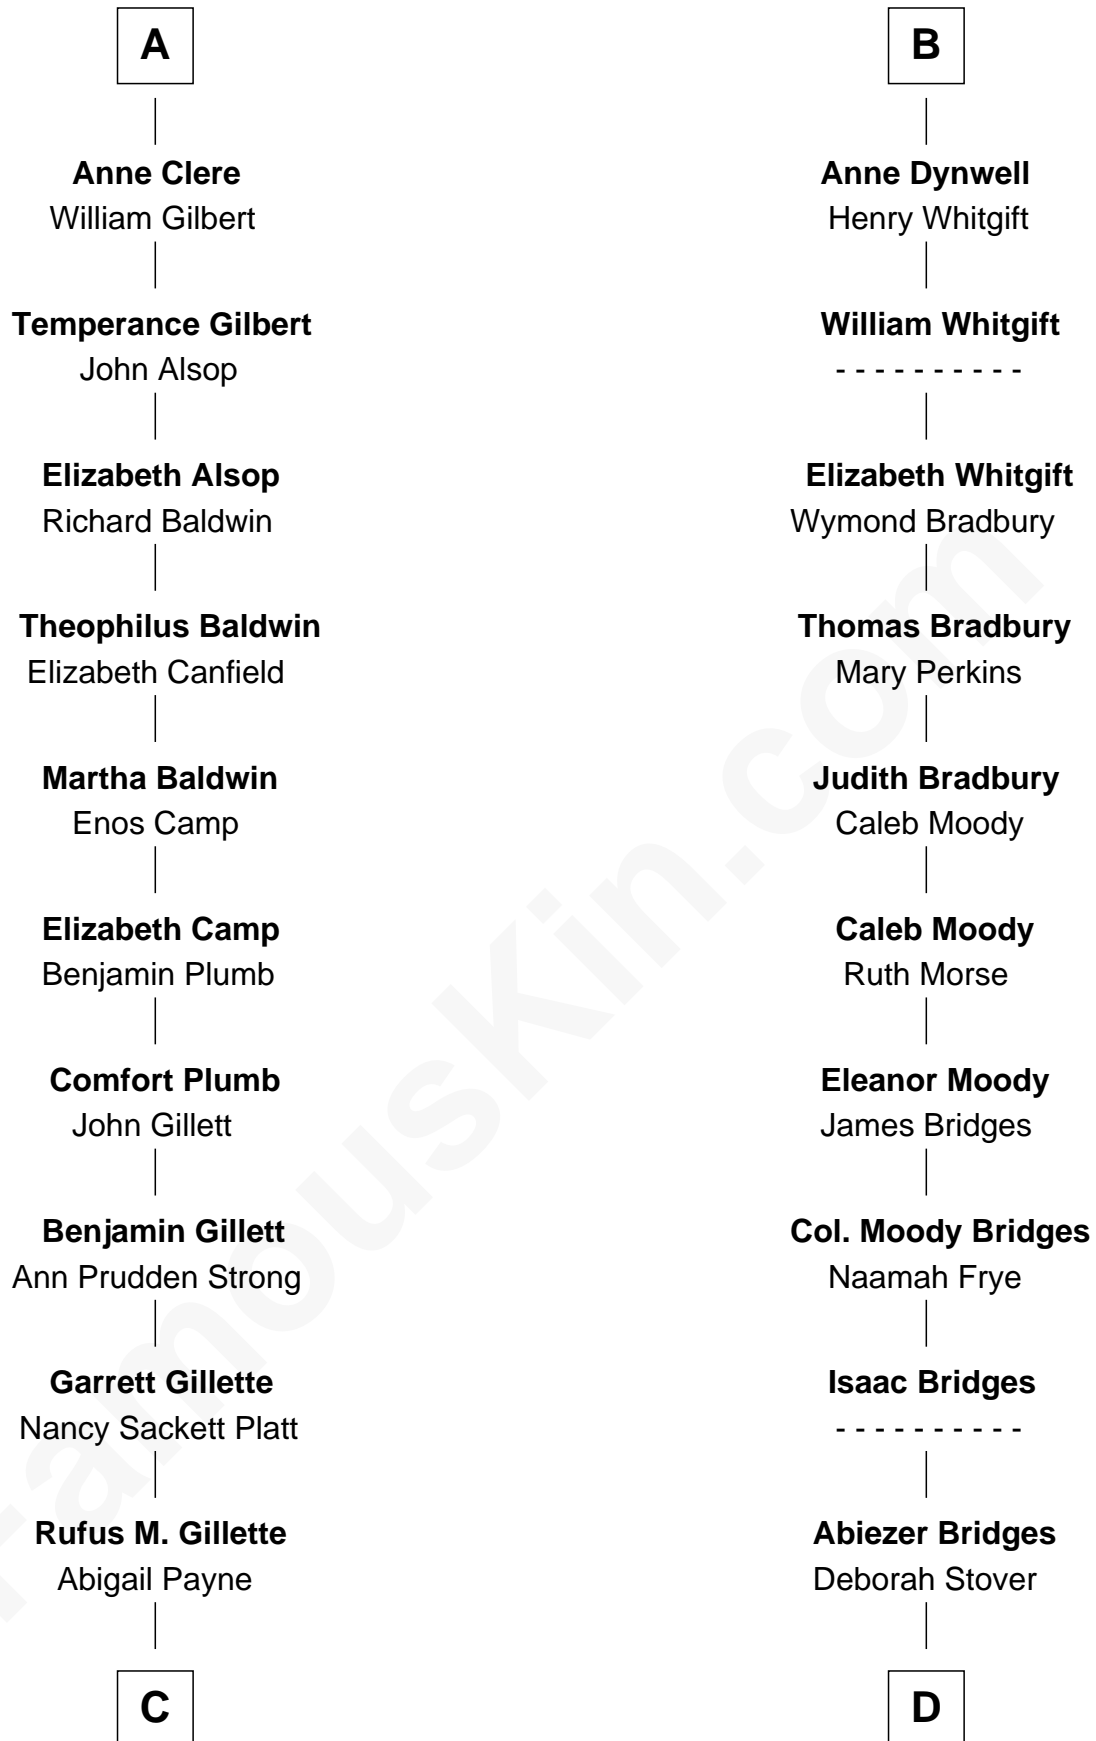 A
Anne Clere
William Gilbert
Temperance Gilbert
John Alsop
Elizabeth Alsop
Richard Baldwin
Theophilus Baldwin
Elizabeth Canfield
Martha Baldwin
Enos Camp
Elizabeth Camp
Benjamin Plumb
Comfort Plumb
John Gillett
Benjamin Gillett
Ann Prudden Strong
Garrett Gillette
Nancy Sackett Platt
Rufus M. Gillette
Abigail Payne
C
B
Anne Dynwell
Henry Whitgift
William Whitgift
- - - - - - - - - -
Elizabeth Whitgift
Wymond Bradbury
Thomas Bradbury
Mary Perkins
Judith Bradbury
Caleb Moody
Caleb Moody
Ruth Morse
Eleanor Moody
James Bridges
Col. Moody Bridges
Naamah Frye
Isaac Bridges
- - - - - - - - - -
Abiezer Bridges
Deborah Stover
D
FamousKin.com